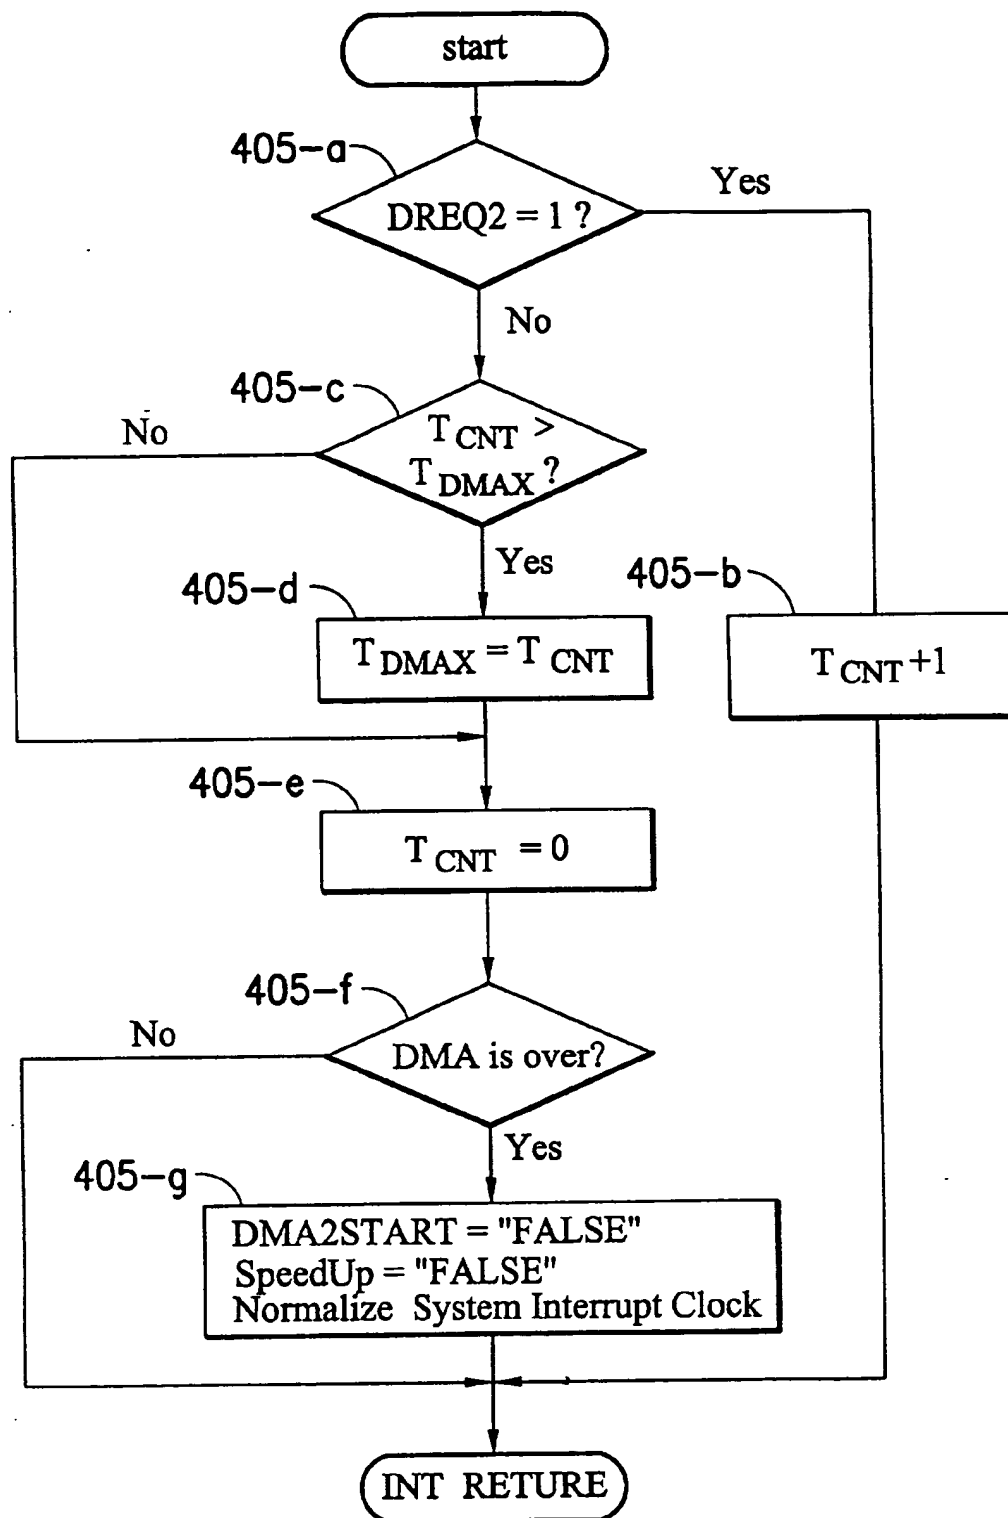 start
405-a
DREQ2 = 1 ?
Yes
No
405-c
T CNT >
T DMAX ?
No
Yes
405-d
T DMAX = T CNT
405-b
T CNT +1
405-e
T CNT = 0
405-f
DMA is over?
No
Yes
405-g
DMA2START = "FALSE"
SpeedUp = "FALSE"
Normalize System Interrupt Clock
INT RETURE